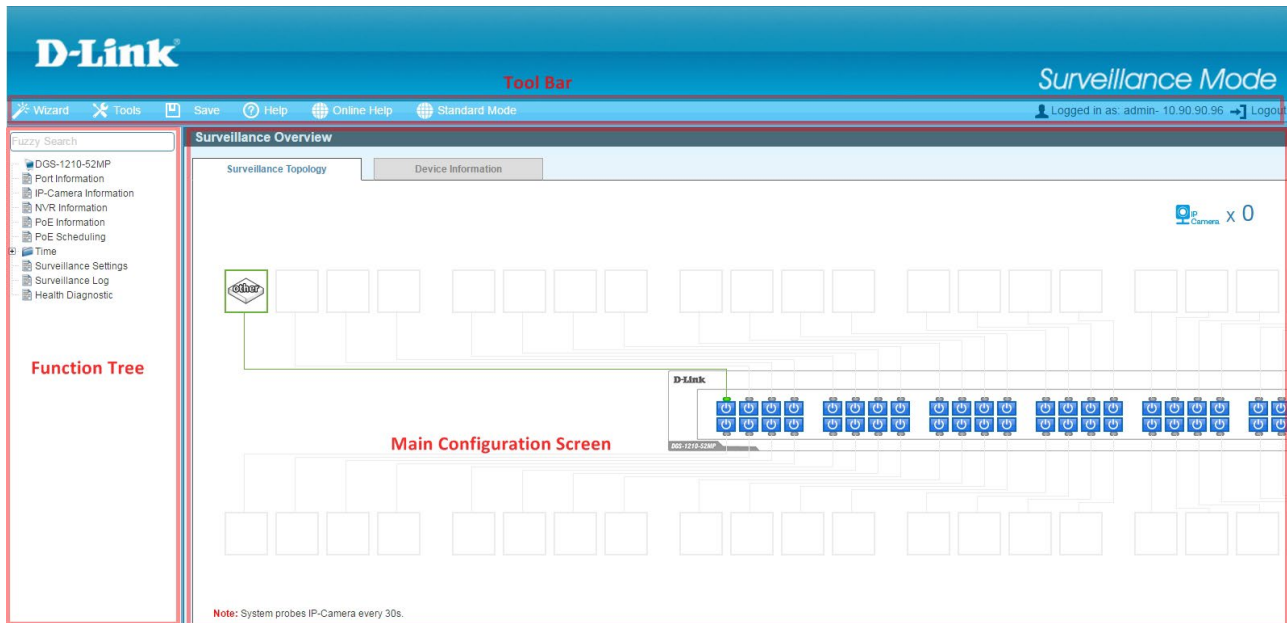 D-Link®
Tool Bar
Surveillance Mode
Wizard Tools Save Help Online Help Standard Mode
Logged in as: admin- 10.90.90.96 Logout
Fuzzy Search
DGS-1210-52MP
Port Information
IP-Camera Information
NVR Information
PoE Information
PoE Scheduling
Time
Surveillance Settings
Surveillance Log
Health Diagnostic
Function Tree
Surveillance Overview
Surveillance Topology Device Information
IP
Camera x 0
other
D-Link
DGS-1210-52MP
Main Configuration Screen
Note: System probes IP-Camera every 30s.